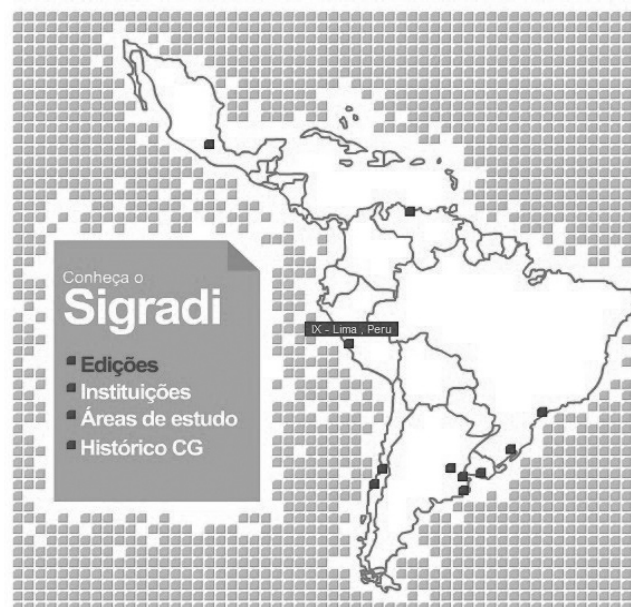 Conheça o
Sigradi
IX - Lima , Peru
Edições
Instituições
Áreas de estudo
Histórico CG